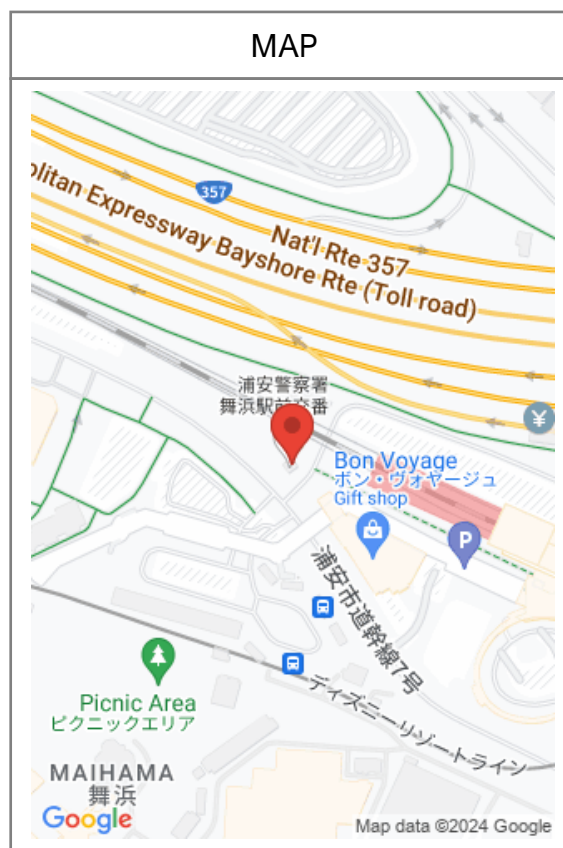 MAP
357
Nat'l Rte 357
olitan Expressway Bayshore Rte (Toll road)
浦安警察署
舞浜駅前交番
¥
Bon Voyage
ボン・ヴォヤージュ
Gift shop
P
浦安市道幹線7号
Picnic Area
ピクニックエリア
ディズニーリゾートライン
MAIHAMA
舞浜
Google
Map data ©2024 Google